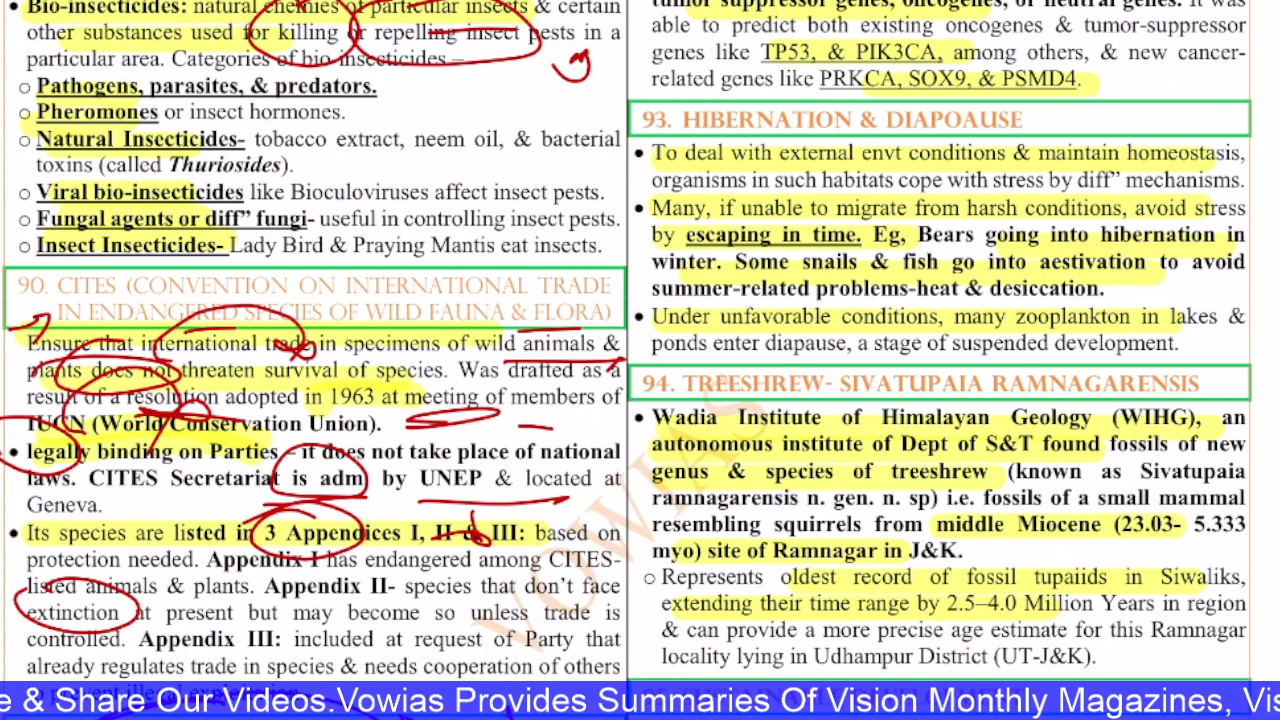 • Bio-insecticides: natural enemies of particular insects & certain
other substances used for killing or repelling insect pests in a
particular area. Categories of bio-insecticides –
o Pathogens, parasites, & predators.
o Pheromones or insect hormones.
o Natural Insecticides- tobacco extract, neem oil, & bacterial
toxins (called Thuriosides).
o Viral bio-insecticides like Bioculoviruses affect insect pests.
o Fungal agents or diff” fungi- useful in controlling insect pests.
o Insect Insecticides- Lady Bird & Praying Mantis eat insects.
90. CITES (CONVENTION ON INTERNATIONAL TRADE
IN ENDANGERED SPECIES OF WILD FAUNA & FLORA)
Ensure that international trade in specimens of wild animals &
plants does not threaten survival of species. Was drafted as a
result of a resolution adopted in 1963 at meeting of members of
IUCN (World Conservation Union).
• legally binding on Parties – it does not take place of national
laws. CITES Secretariat is adm by UNEP & located at
Geneva.
• Its species are listed in 3 Appendices I, II & III: based on
protection needed. Appendix I has endangered among CITES-
listed animals & plants. Appendix II- species that don’t face
extinction at present but may become so unless trade is
controlled. Appendix III: included at request of Party that
already regulates trade in species & needs cooperation of others
tumor suppressor genes, oncogenes, or neutral genes. It was
able to predict both existing oncogenes & tumor-suppressor
genes like TP53, & PIK3CA, among others, & new cancer-
related genes like PRKCA, SOX9, & PSMD4.
93. HIBERNATION & DIAPOAUSE
• To deal with external envt conditions & maintain homeostasis,
organisms in such habitats cope with stress by diff” mechanisms.
• Many, if unable to migrate from harsh conditions, avoid stress
by escaping in time. Eg, Bears going into hibernation in
winter. Some snails & fish go into aestivation to avoid
summer-related problems-heat & desiccation.
• Under unfavorable conditions, many zooplankton in lakes &
ponds enter diapause, a stage of suspended development.
94. TREESHREW- SIVATUPAIA RAMNAGARENSIS
• Wadia Institute of Himalayan Geology (WIHG), an
autonomous institute of Dept of S&T found fossils of new
genus & species of treeshrew (known as Sivatupaia
ramnagarensis n. gen. n. sp) i.e. fossils of a small mammal
resembling squirrels from middle Miocene (23.03- 5.333
myo) site of Ramnagar in J&K.
o Represents oldest record of fossil tupaiids in Siwaliks,
extending their time range by 2.5–4.0 Million Years in region
& can provide a more precise age estimate for this Ramnagar
locality lying in Udhampur District (UT-J&K).
VOWIAS
e & Share Our Videos.Vowias Provides Summaries Of Vision Monthly Magazines, Vis